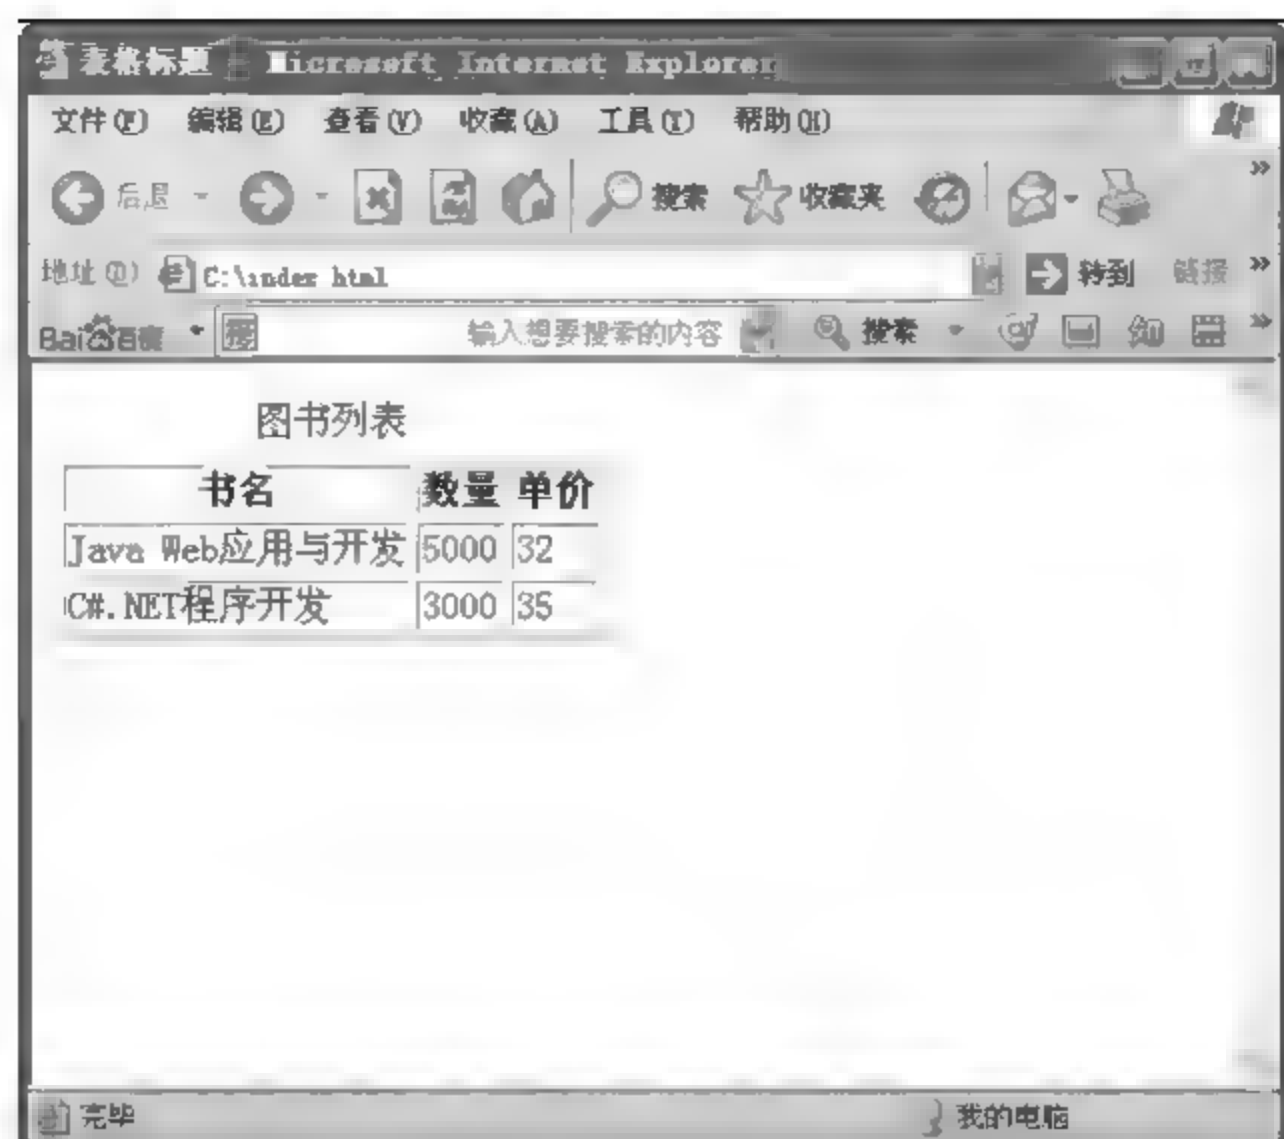 表格标题 - Microsoft Internet Explorer
文件(F) 编辑(E) 查看(V) 收藏(A) 工具(T) 帮助(H)
后退 搜索 收藏夹 »
地址(D) C:\index html 转到 链接 »
Bai百度 搜 输入想要搜索的内容 搜索 知 »
图书列表
书名 数量 单价
Java Web应用与开发 5000 32
C#.NET程序开发 3000 35
完毕 我的电脑